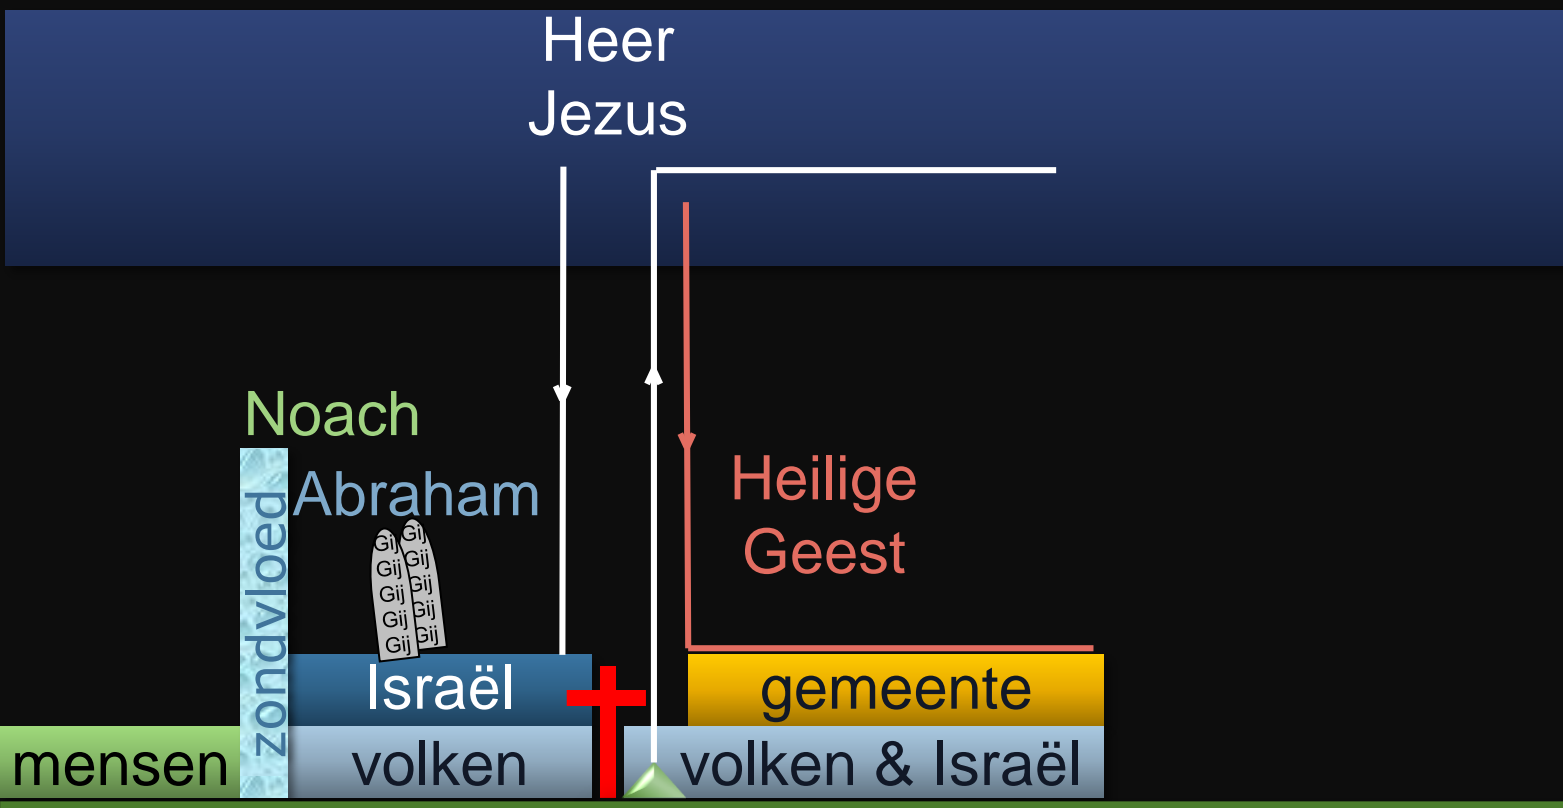 Heer
Jezus
Noach
Abraham
zondvloed
Gij
Gij
Gij
Gij
Gij
Gij
Gij
Gij
Gij
Gij
Heilige
Geest
Israël
gemeente
mensen
volken
volken & Israël